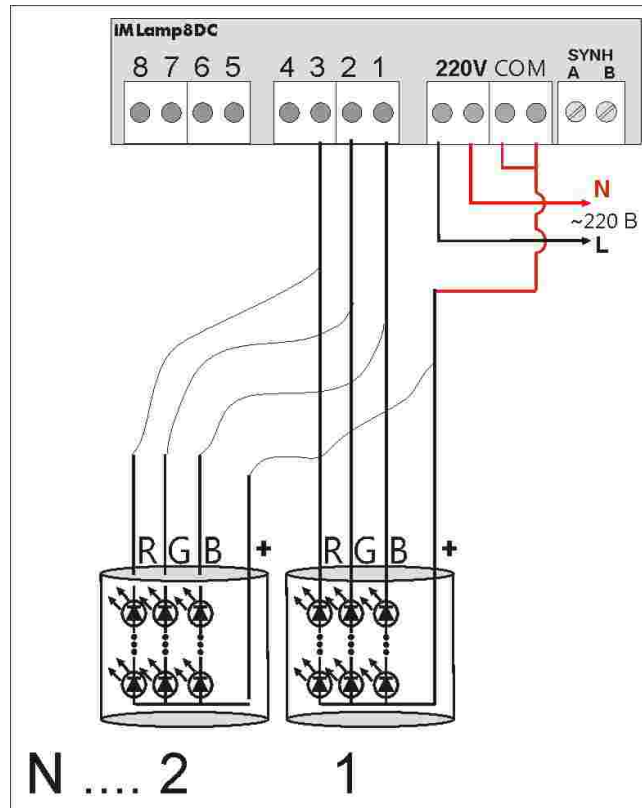 iMLamp8DC
8 7 6 5 4 3 2 1 220V COM SYNH
A B
N
~220 В
L
R G B + R G B +
N .... 2 1